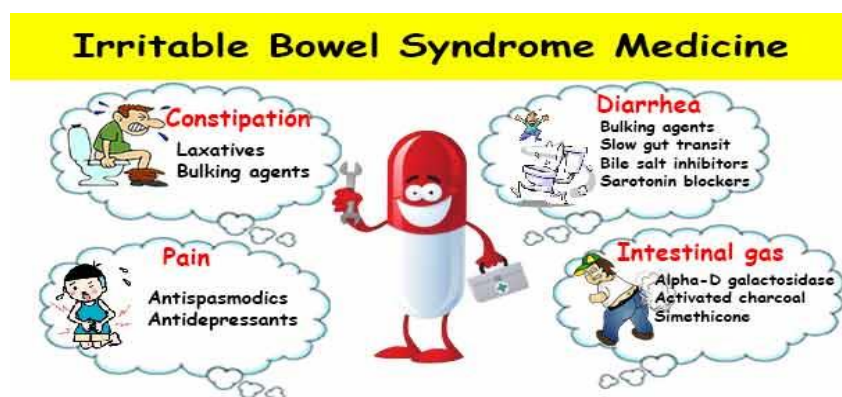 Irritable Bowel Syndrome Medicine
Constipation
Laxatives
Bulking agents
Diarrhea
Bulking agents
Slow gut transit
Bile salt inhibitors
Sarotonin blockers
Pain
Antispasmodics
Antidepressants
Intestinal gas
Alpha-D galactosidase
Activated charcoal
Simethicone